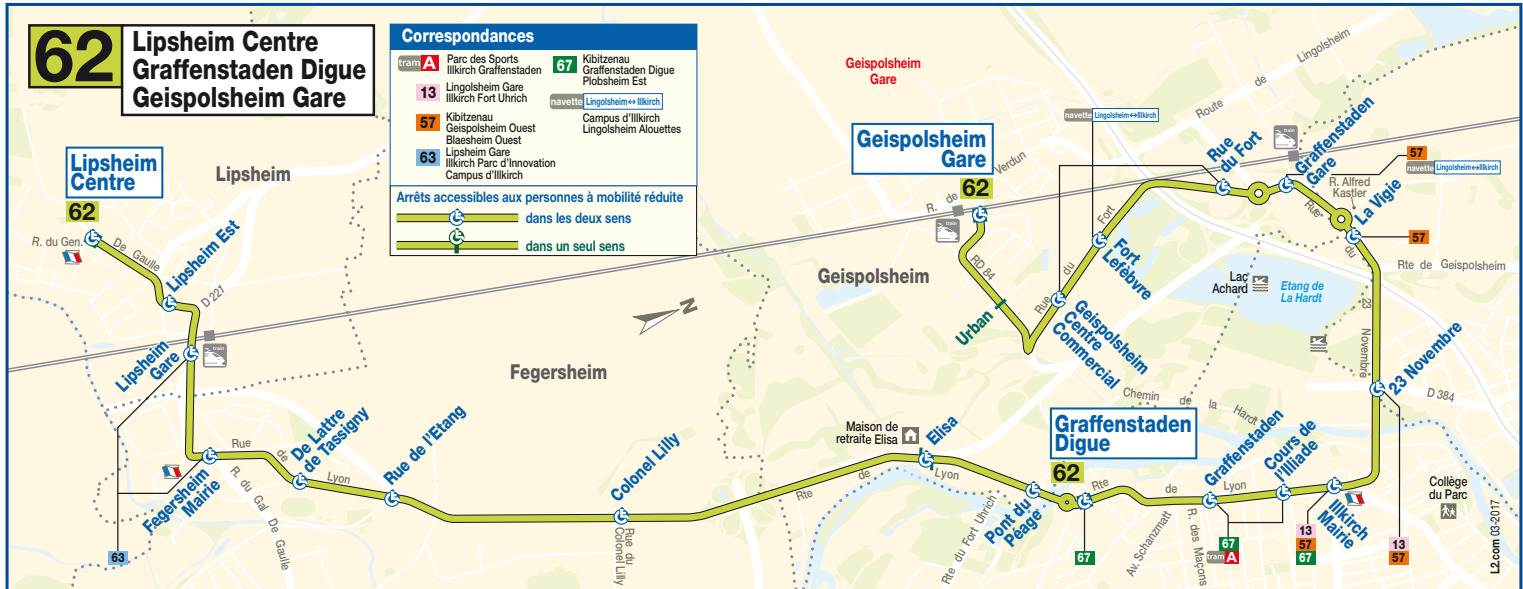 62
Lipsheim Centre
Graffenstaden Digue
Geispolsheim Gare
Correspondances
tram A
Parc des Sports
Illkirch Graffenstaden
13
Lingolsheim Gare
Illkirch Fort Uhrich
57
Kibitzenau
Geispolsheim Ouest
Blaesheim Ouest
63
Lipsheim Gare
Illkirch Parc d'Innovation
Campus d'Illkirch
67
Kibitzenau
Graffenstaden Digue
Plobsheim Est
navette Lingolsheim↔Illkirch
Campus d'Illkirch
Lingolsheim Alouettes
Arrêts accessibles aux personnes à mobilité réduite
dans les deux sens
dans un seul sens
Lipsheim
Centre
62
R. du Gen.
De Gaulle
Lipsheim
Lipsheim Est
D 221
train
Lipsheim
Gare
Fegersheim
Mairie
63
Rue
de
Lyon
R. du Gal De Gaulle
De Lattre
de Tassigny
Rue de l'Etang
Fegersheim
N
Colonel Lilly
Rue du
Colonel Lilly
Rte
de
Lyon
Maison de
retraite Elisa
Elisa
Geispolsheim
Gare
Geispolsheim
Gare
62
R. de
Verdun
train
RD 84
Urban
Geispolsheim
Rue
du
Fort
Geispolsheim
Centre
Commercial
Fort
Lefèbvre
navette Lingolsheim↔Illkirch
Rue
du Fort
Route
de
Lingolsheim
train
Graffenstaden
Gare
57
navette Lingolsheim↔Illkirch
R. Alfred
Kastler
La Vigie
57
Rte de Geispolsheim
Rue
du
23
Novembre
Lac
Achard
Etang de
La Hardt
23 Novembre
D 384
13
57
Chemin de la Hardt
Graffenstaden
Digue
62
Pont du
Péage
Rte du Fort Uhrich
67
Rte
de
Lyon
Av. Schanzmatt
R. des Maçons
Graffenstaden
Cours de
l'Illiade
67
tram A
Illkirch
Mairie
13
57
67
Collège
du Parc
L2.com 03-2017